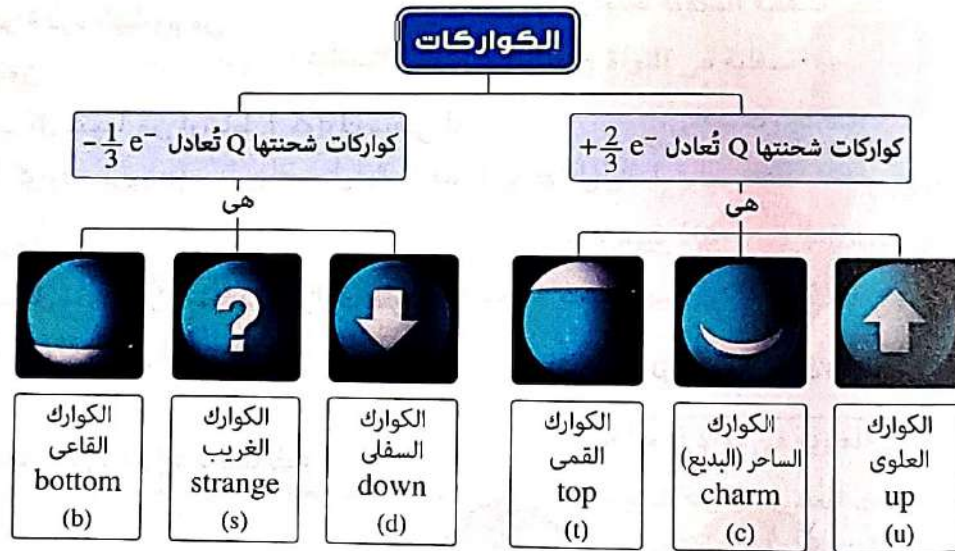 الكواركات
كواركات شحنتها Q تُعادل +2/3 e⁻
كواركات شحنتها Q تُعادل −1/3 e⁻
هى
هى
?
الكوارك
العلوى
up
(u)
الكوارك
الساحر (البديع)
charm
(c)
الكوارك
القمى
top
(t)
الكوارك
السفلى
down
(d)
الكوارك
الغريب
strange
(s)
الكوارك
القاعى
bottom
(b)